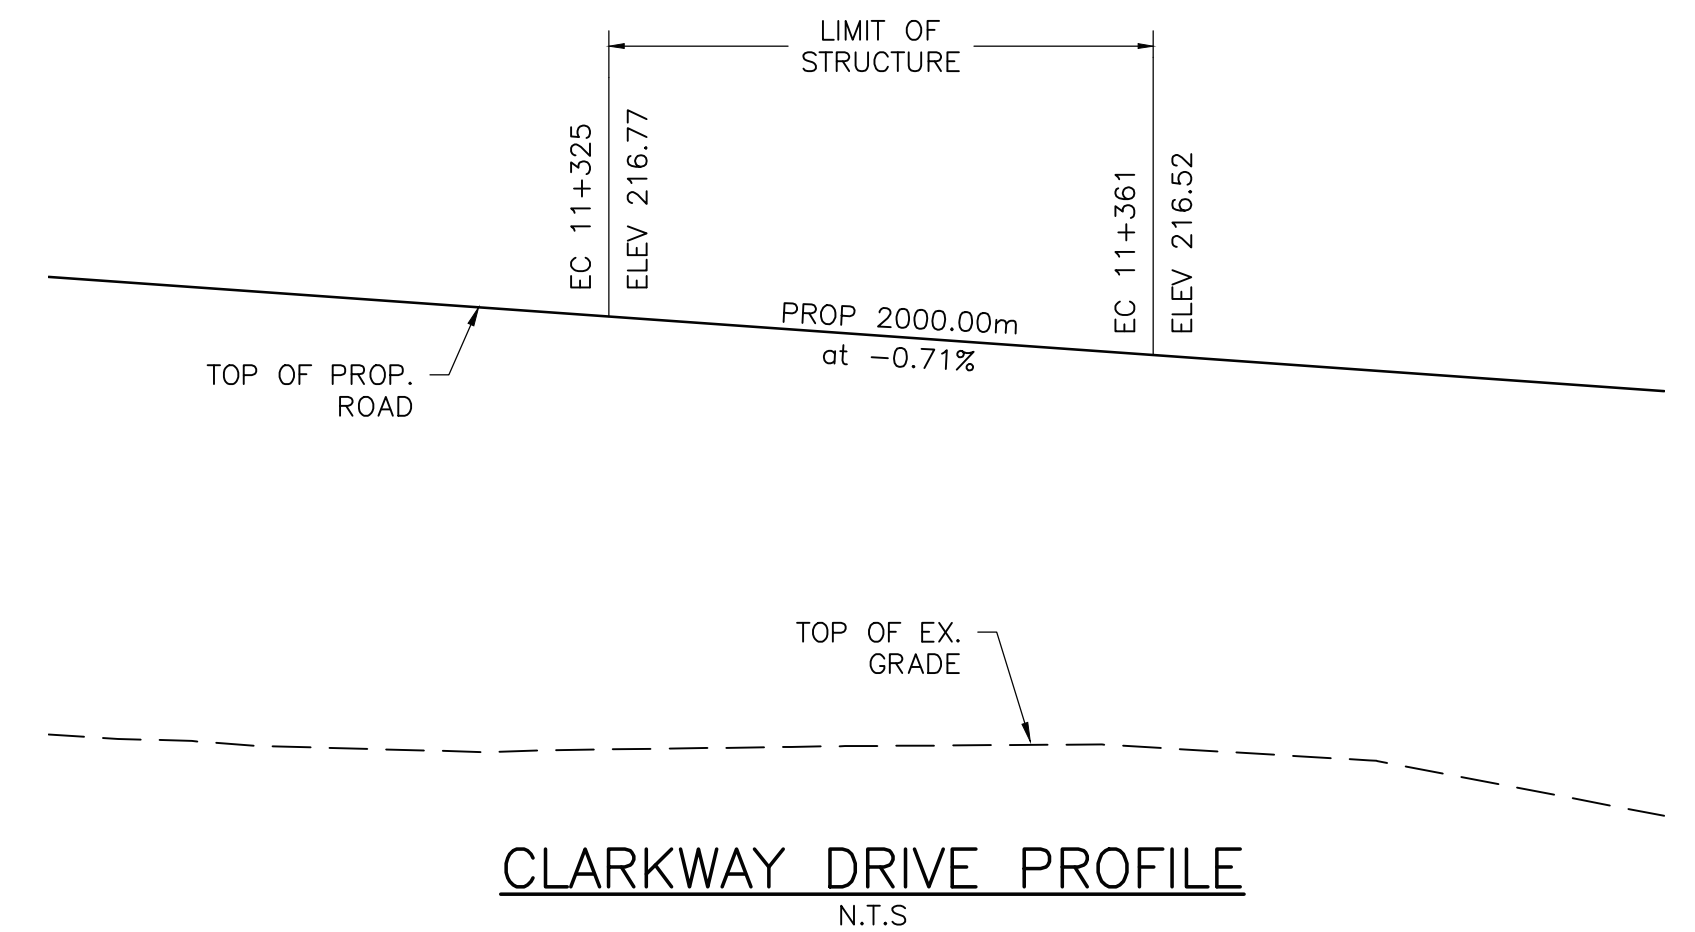 LIMIT OF
STRUCTURE
EC 11+325
ELEV 216.77
EC 11+361
ELEV 216.52
PROP 2000.00m
at -0.71%
TOP OF PROP.
ROAD
TOP OF EX.
GRADE
CLARKWAY DRIVE PROFILE
N.T.S